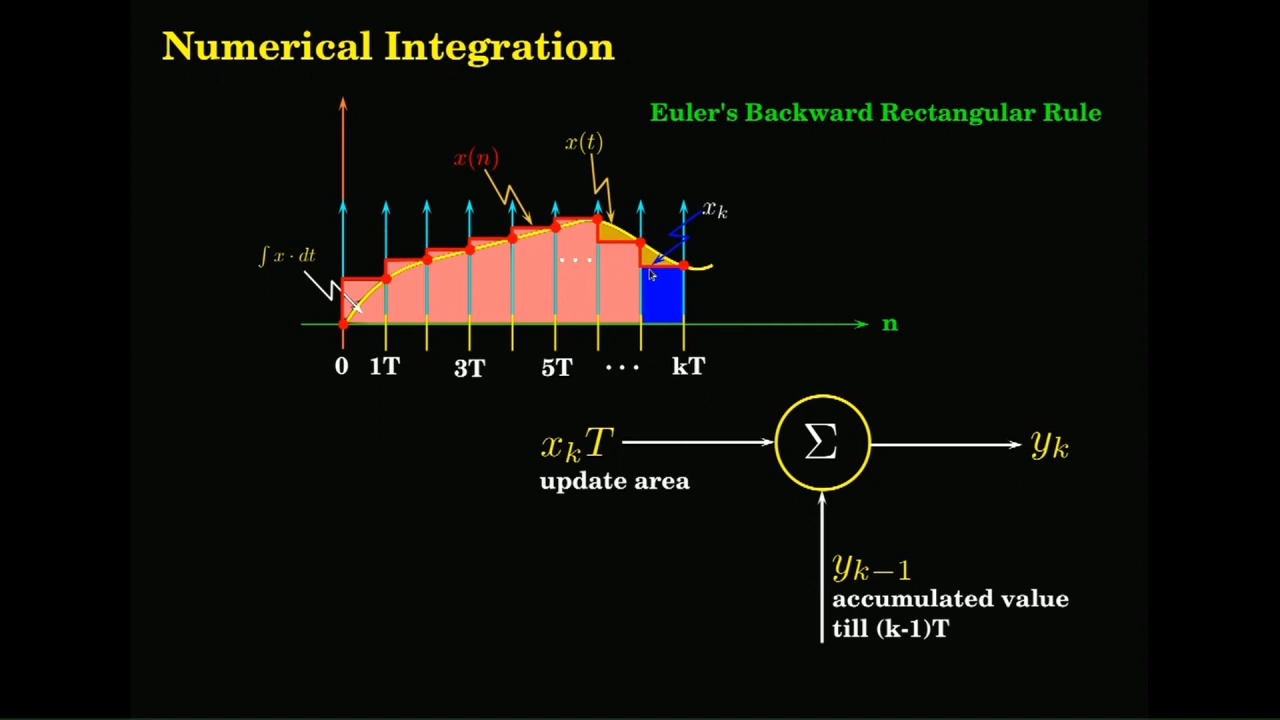 Numerical Integration
Euler's Backward Rectangular Rule
x(t)
x(n)
x_k
∫ x · dt
· · ·
n
0 1T 3T 5T · · · kT
x_k T
update area
Σ
y_k
y_{k-1}
accumulated value
till (k-1)T